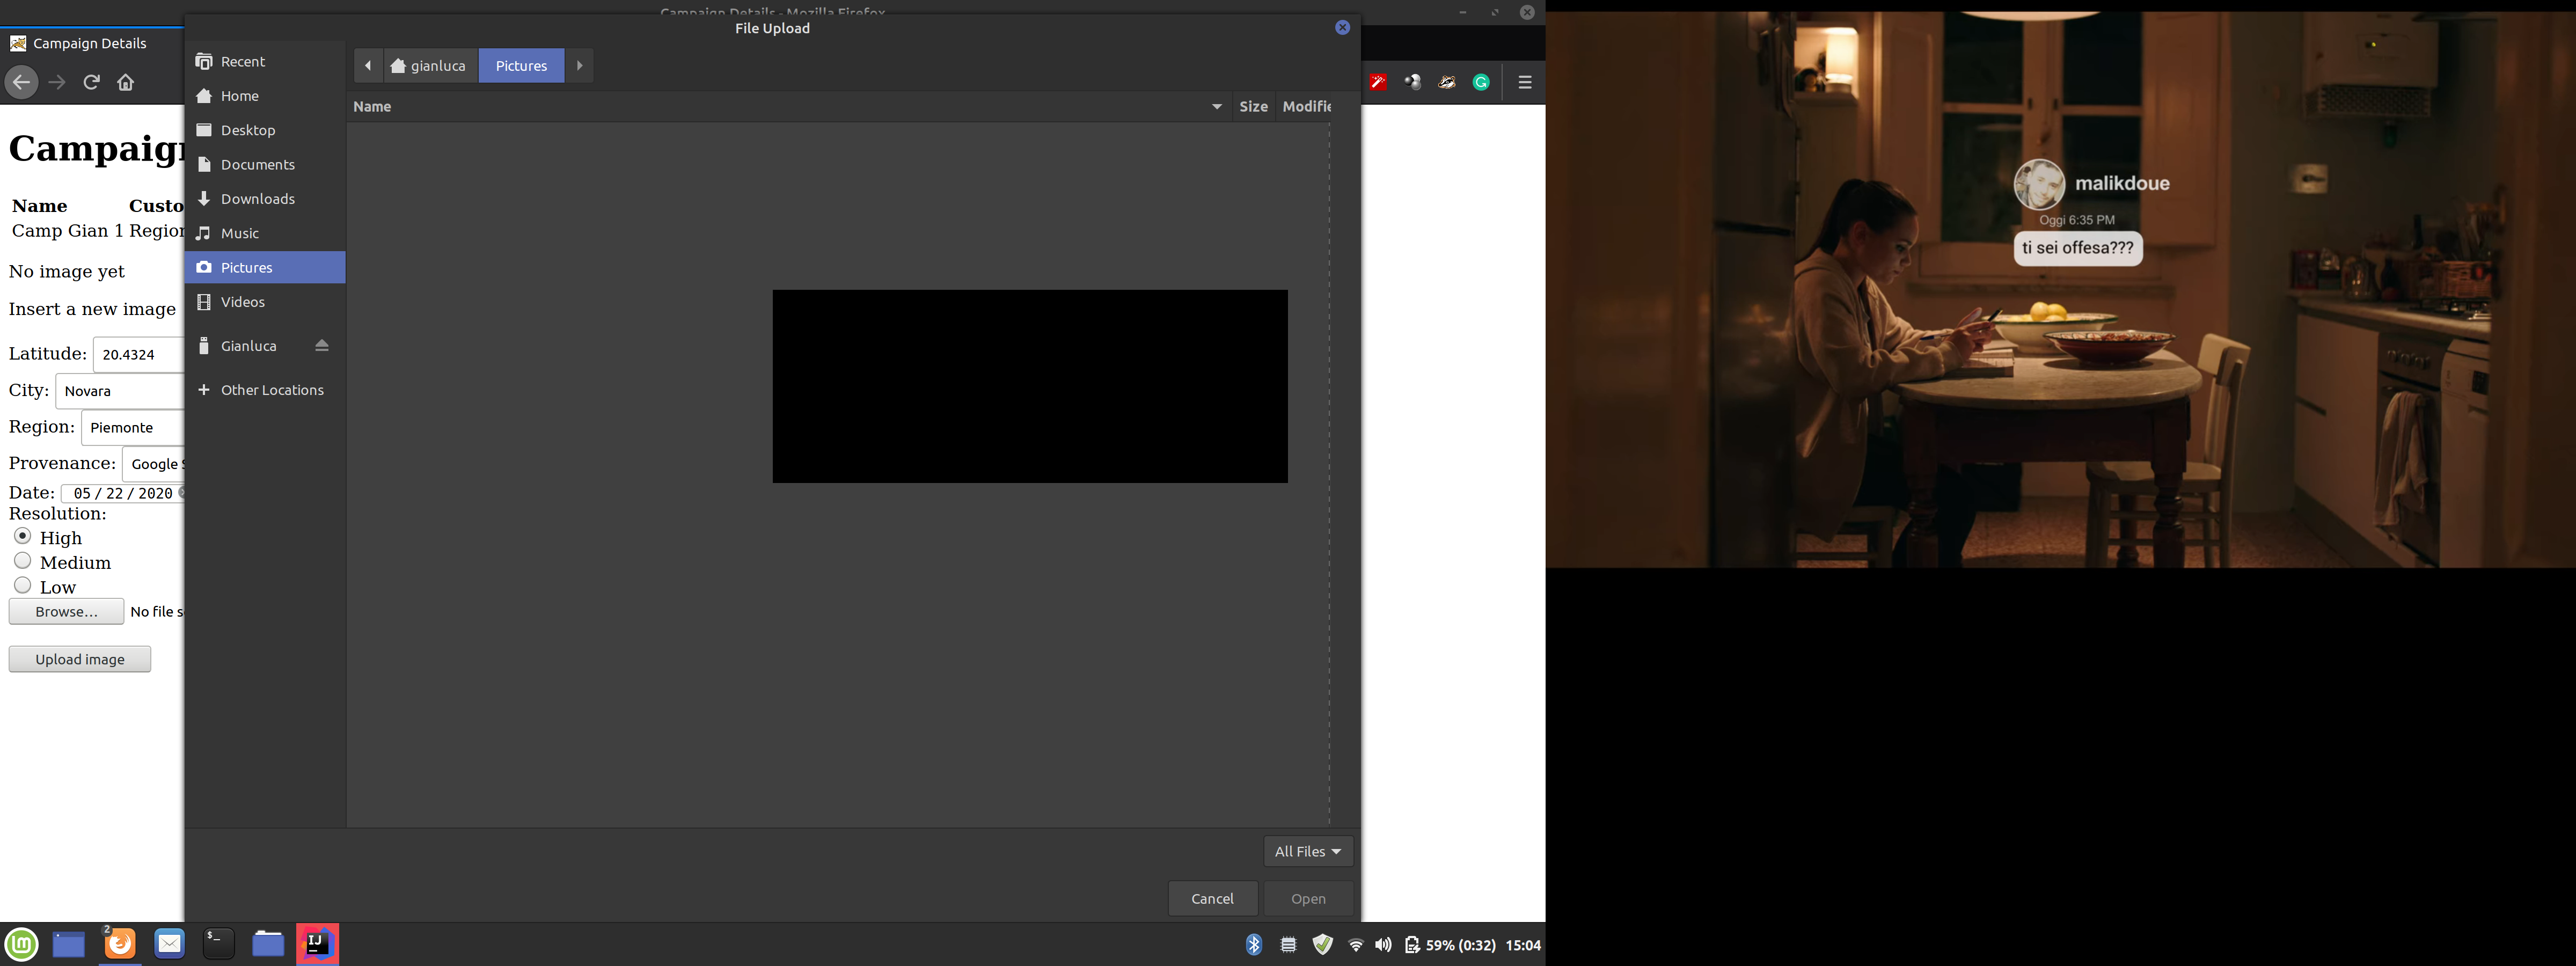 Campaign Details - Mozilla Firefox
File Upload
Campaign Details
Campaig
Name Custo
Camp Gian 1 Region
No image yet
Insert a new image
Latitude: 20.4324
City: Novara
Region: Piemonte
Provenance: Google S
Date: 05 / 22 / 2020
Resolution:
High
Medium
Low
Browse... No file s
Upload image
Recent
Home
Desktop
Documents
Downloads
Music
Pictures
Videos
Gianluca
Other Locations
gianluca Pictures
Name Size Modifie
All Files
Cancel Open
malikdoue
Oggi 6:35 PM
ti sei offesa???
2
$_
IJ
59% (0:32) 15:04